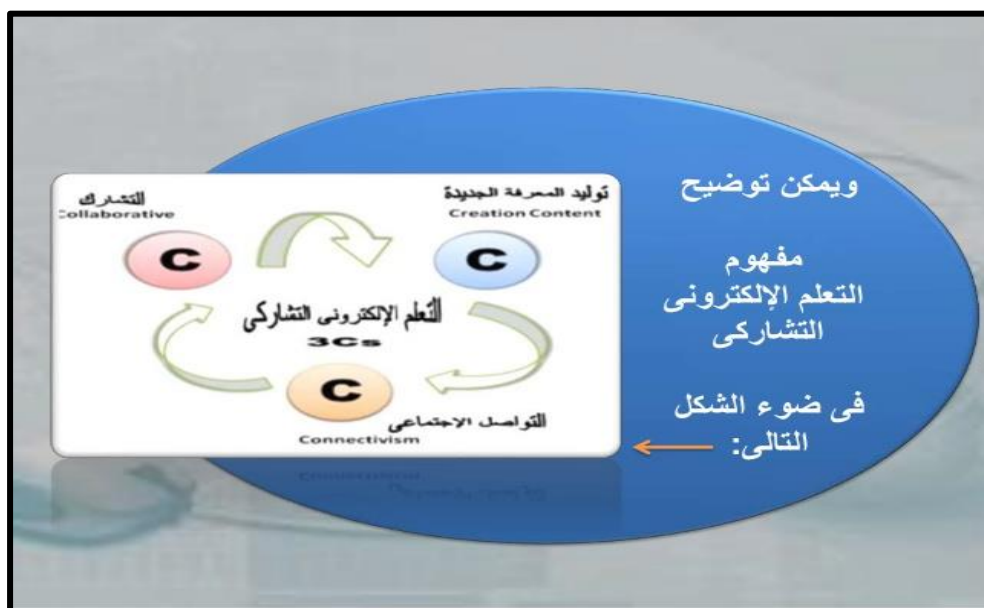 ويمكن توضيح
مفهوم
التعلم الإلكترونى
التشاركى
فى ضوء الشكل
التالى:
توليد المعرفة الجديدة
Creation Content
C
التشارك
Collaborative
C
التعلم الإلكترونى التشاركى
3Cs
C
التواصل الاجتماعى
Connectivism